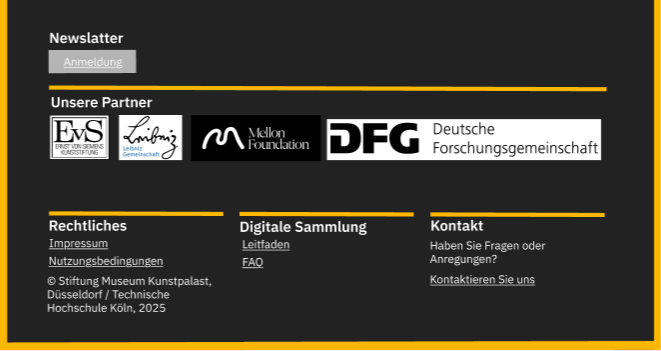 Newslatter
Anmeldung
Unsere Partner
EvS
ERNST VON SIEMENS
KUNSTSTIFTUNG
Leibniz
Leibniz
Gemeinschaft
Mellon
Foundation
DFG
Deutsche
Forschungsgemeinschaft
Rechtliches
Impressum
Nutzungsbedingungen
© Stiftung Museum Kunstpalast,
Düsseldorf / Technische
Hochschule Köln, 2025
Digitale Sammlung
Leitfaden
FAQ
Kontakt
Haben Sie Fragen oder
Anregungen?
Kontaktieren Sie uns